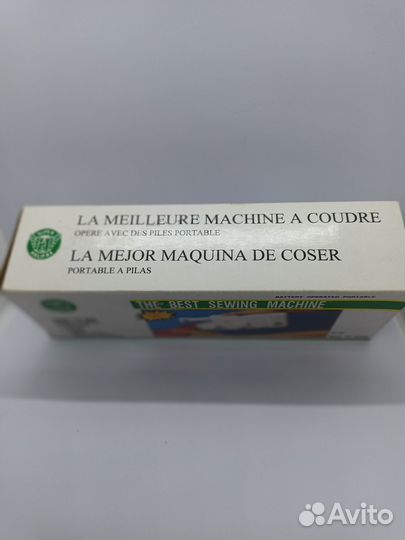 LA MEILLEURE MACHINE A COUDRE
OPERE AVEC DES PILES PORTABLE
LA MEJOR MAQUINA DE COSER
PORTABLE A PILAS
BATTERY OPERATED PORTABLE
THE BEST SEWING MACHINE
Avito